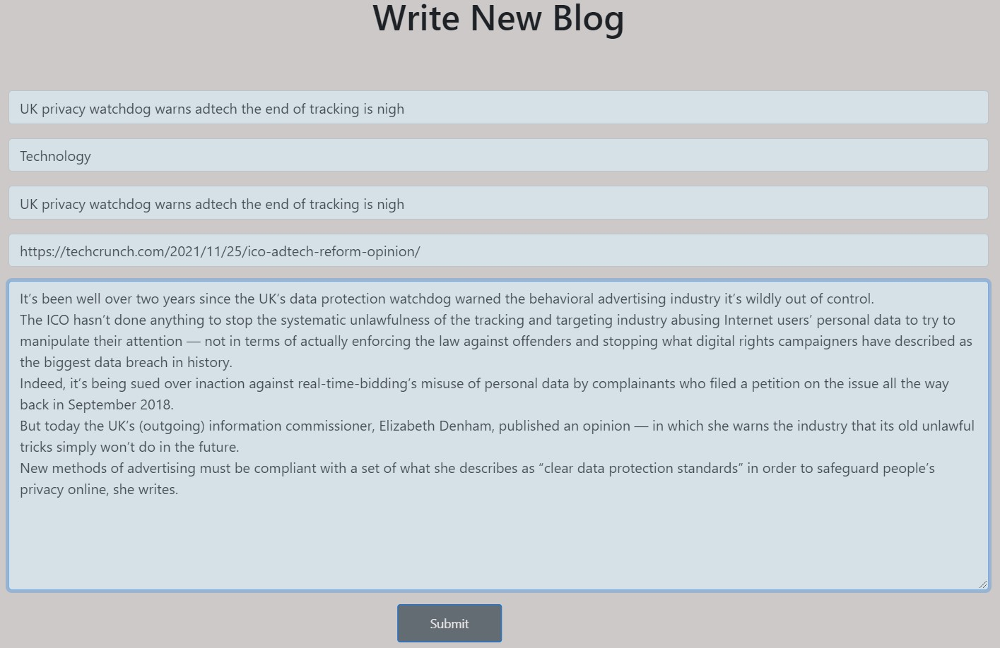 Write New Blog
UK privacy watchdog warns adtech the end of tracking is nigh
Technology
UK privacy watchdog warns adtech the end of tracking is nigh
https://techcrunch.com/2021/11/25/ico-adtech-reform-opinion/
It’s been well over two years since the UK’s data protection watchdog warned the behavioral advertising industry it’s wildly out of control.
The ICO hasn’t done anything to stop the systematic unlawfulness of the tracking and targeting industry abusing Internet users’ personal data to try to
manipulate their attention — not in terms of actually enforcing the law against offenders and stopping what digital rights campaigners have described as
the biggest data breach in history.
Indeed, it’s being sued over inaction against real-time-bidding’s misuse of personal data by complainants who filed a petition on the issue all the way
back in September 2018.
But today the UK’s (outgoing) information commissioner, Elizabeth Denham, published an opinion — in which she warns the industry that its old unlawful
tricks simply won’t do in the future.
New methods of advertising must be compliant with a set of what she describes as “clear data protection standards” in order to safeguard people’s
privacy online, she writes.
Submit